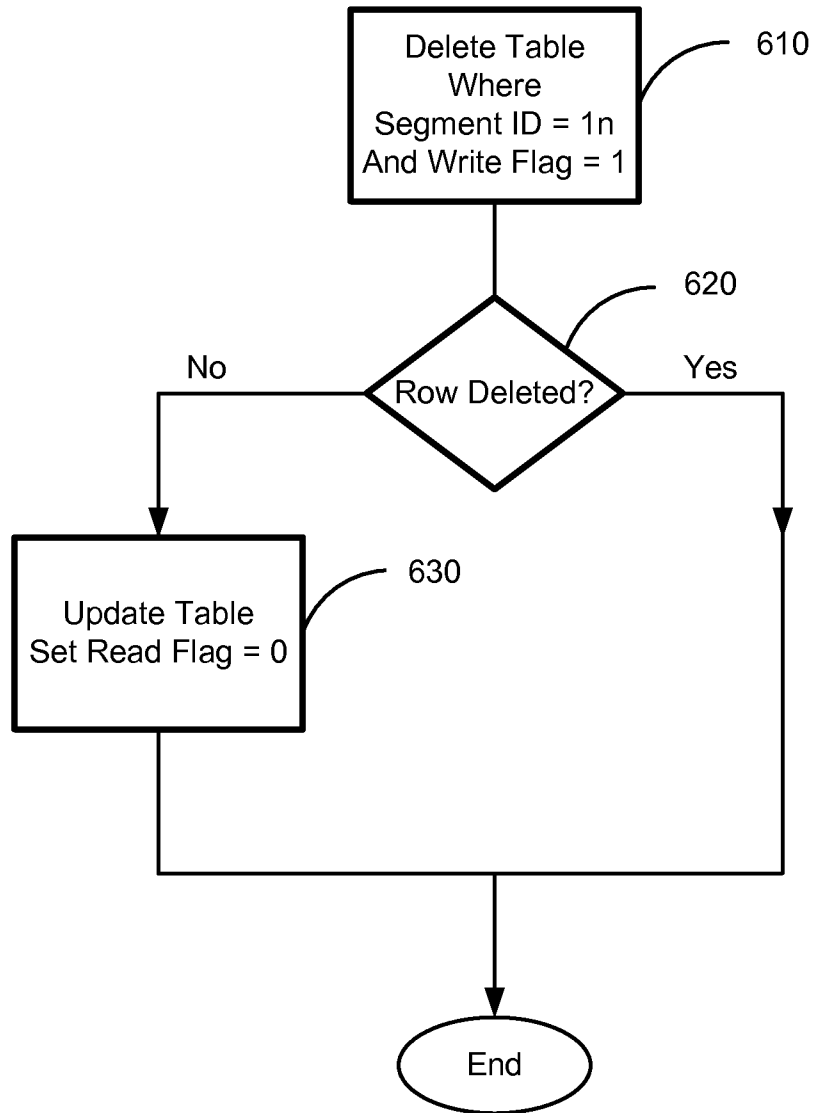 Delete Table
Where
Segment ID = 1n
And Write Flag = 1
610
620
No
Row Deleted?
Yes
630
Update Table
Set Read Flag = 0
End